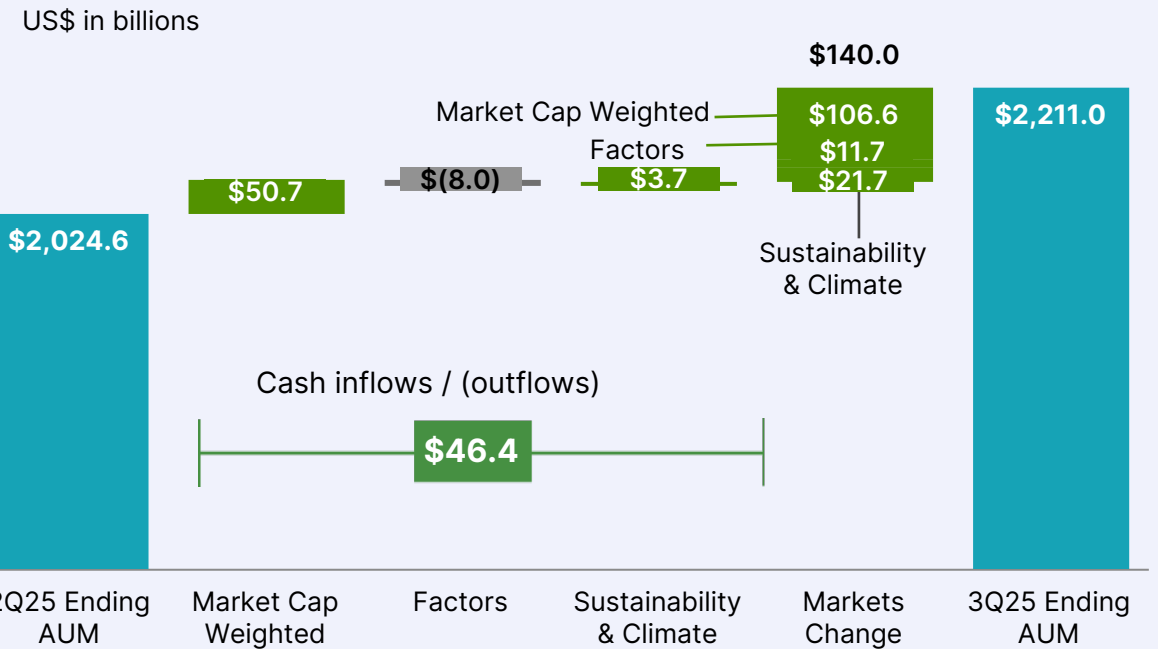 US$ in billions
$140.0
Market Cap Weighted
$106.6
$2,211.0
Factors
$11.7
$50.7
$(8.0)
$3.7
$21.7
$2,024.6
Sustainability
& Climate
Cash inflows / (outflows)
$46.4
2Q25 Ending
AUM
Market Cap
Weighted
Factors
Sustainability
& Climate
Markets
Change
3Q25 Ending
AUM